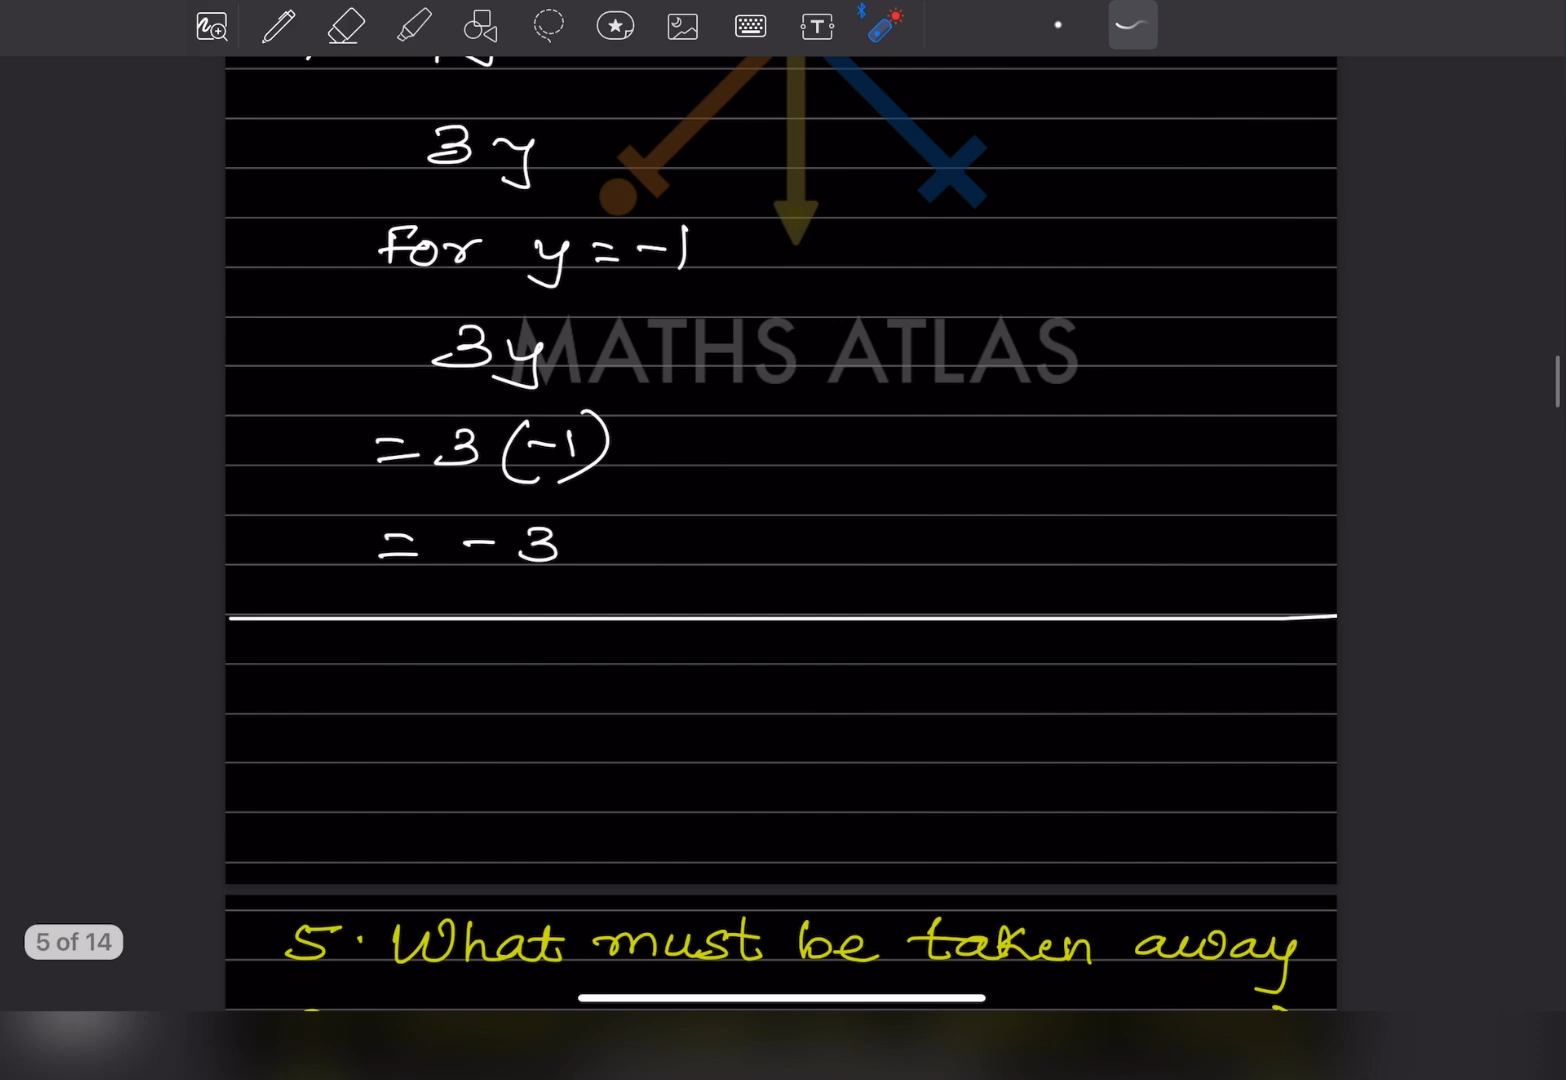 3y
For y = -1
3y
MATHS ATLAS
= 3 (-1)
= - 3
5 of 14
5. What must be taken away